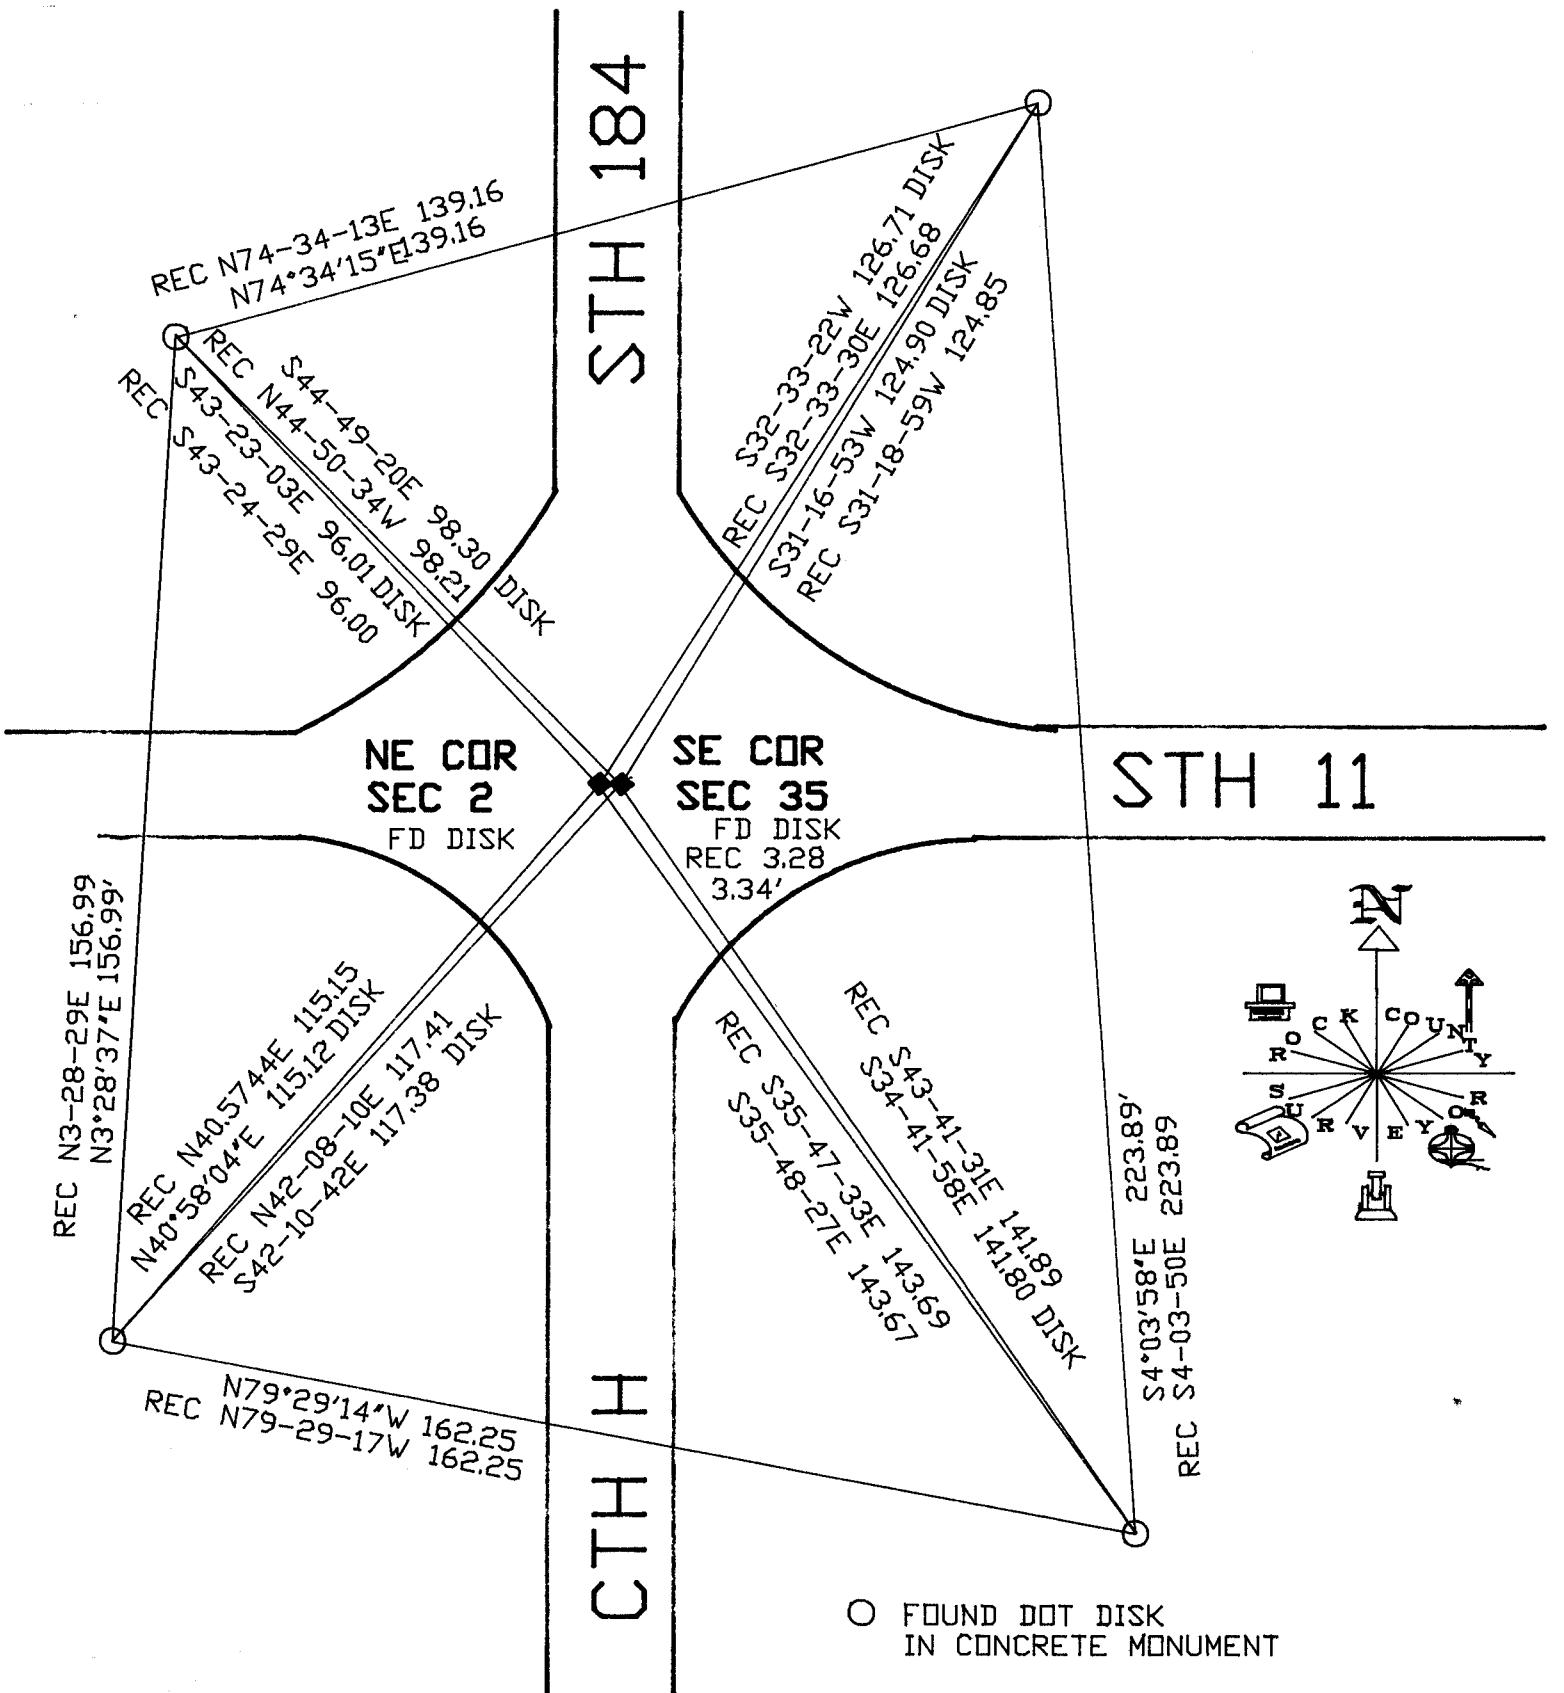 STH 184
REC N74-34-13E 139.16
N74°34'15"E139.16
S44-49-20E 98.30 DISK
REC N44-50-34W 98.21
S43-23-03E 96.01 DISK
REC S43-24-29E 96.00
S32-33-22W 126.71 DISK
REC S32-33-30E 126.68
S31-16-53W 124.90 DISK
REC S31-18-59W 124.85
NE COR
SEC 2
FD DISK
SE COR
SEC 35
FD DISK
REC 3.28
3.34'
STH 11
REC N3-28-29E 156.99
N3°28'37"E 156.99'
REC N40.5744E 115.15
N40°58'04"E 115.12 DISK
REC N42-08-10E 117.41
S42-10-42E 117.38 DISK
REC S43-41-31E 141.89
S34-41-58E 141.80 DISK
REC S35-47-33E 143.69
S35-48-27E 143.67
S4°03'58"E 223.89'
REC S4-03-50E 223.89
N
ROCK COUNTY
SURVEYOR
N79°29'14"W 162.25
REC N79-29-17W 162.25
CTH H
FOUND DOT DISK
IN CONCRETE MONUMENT